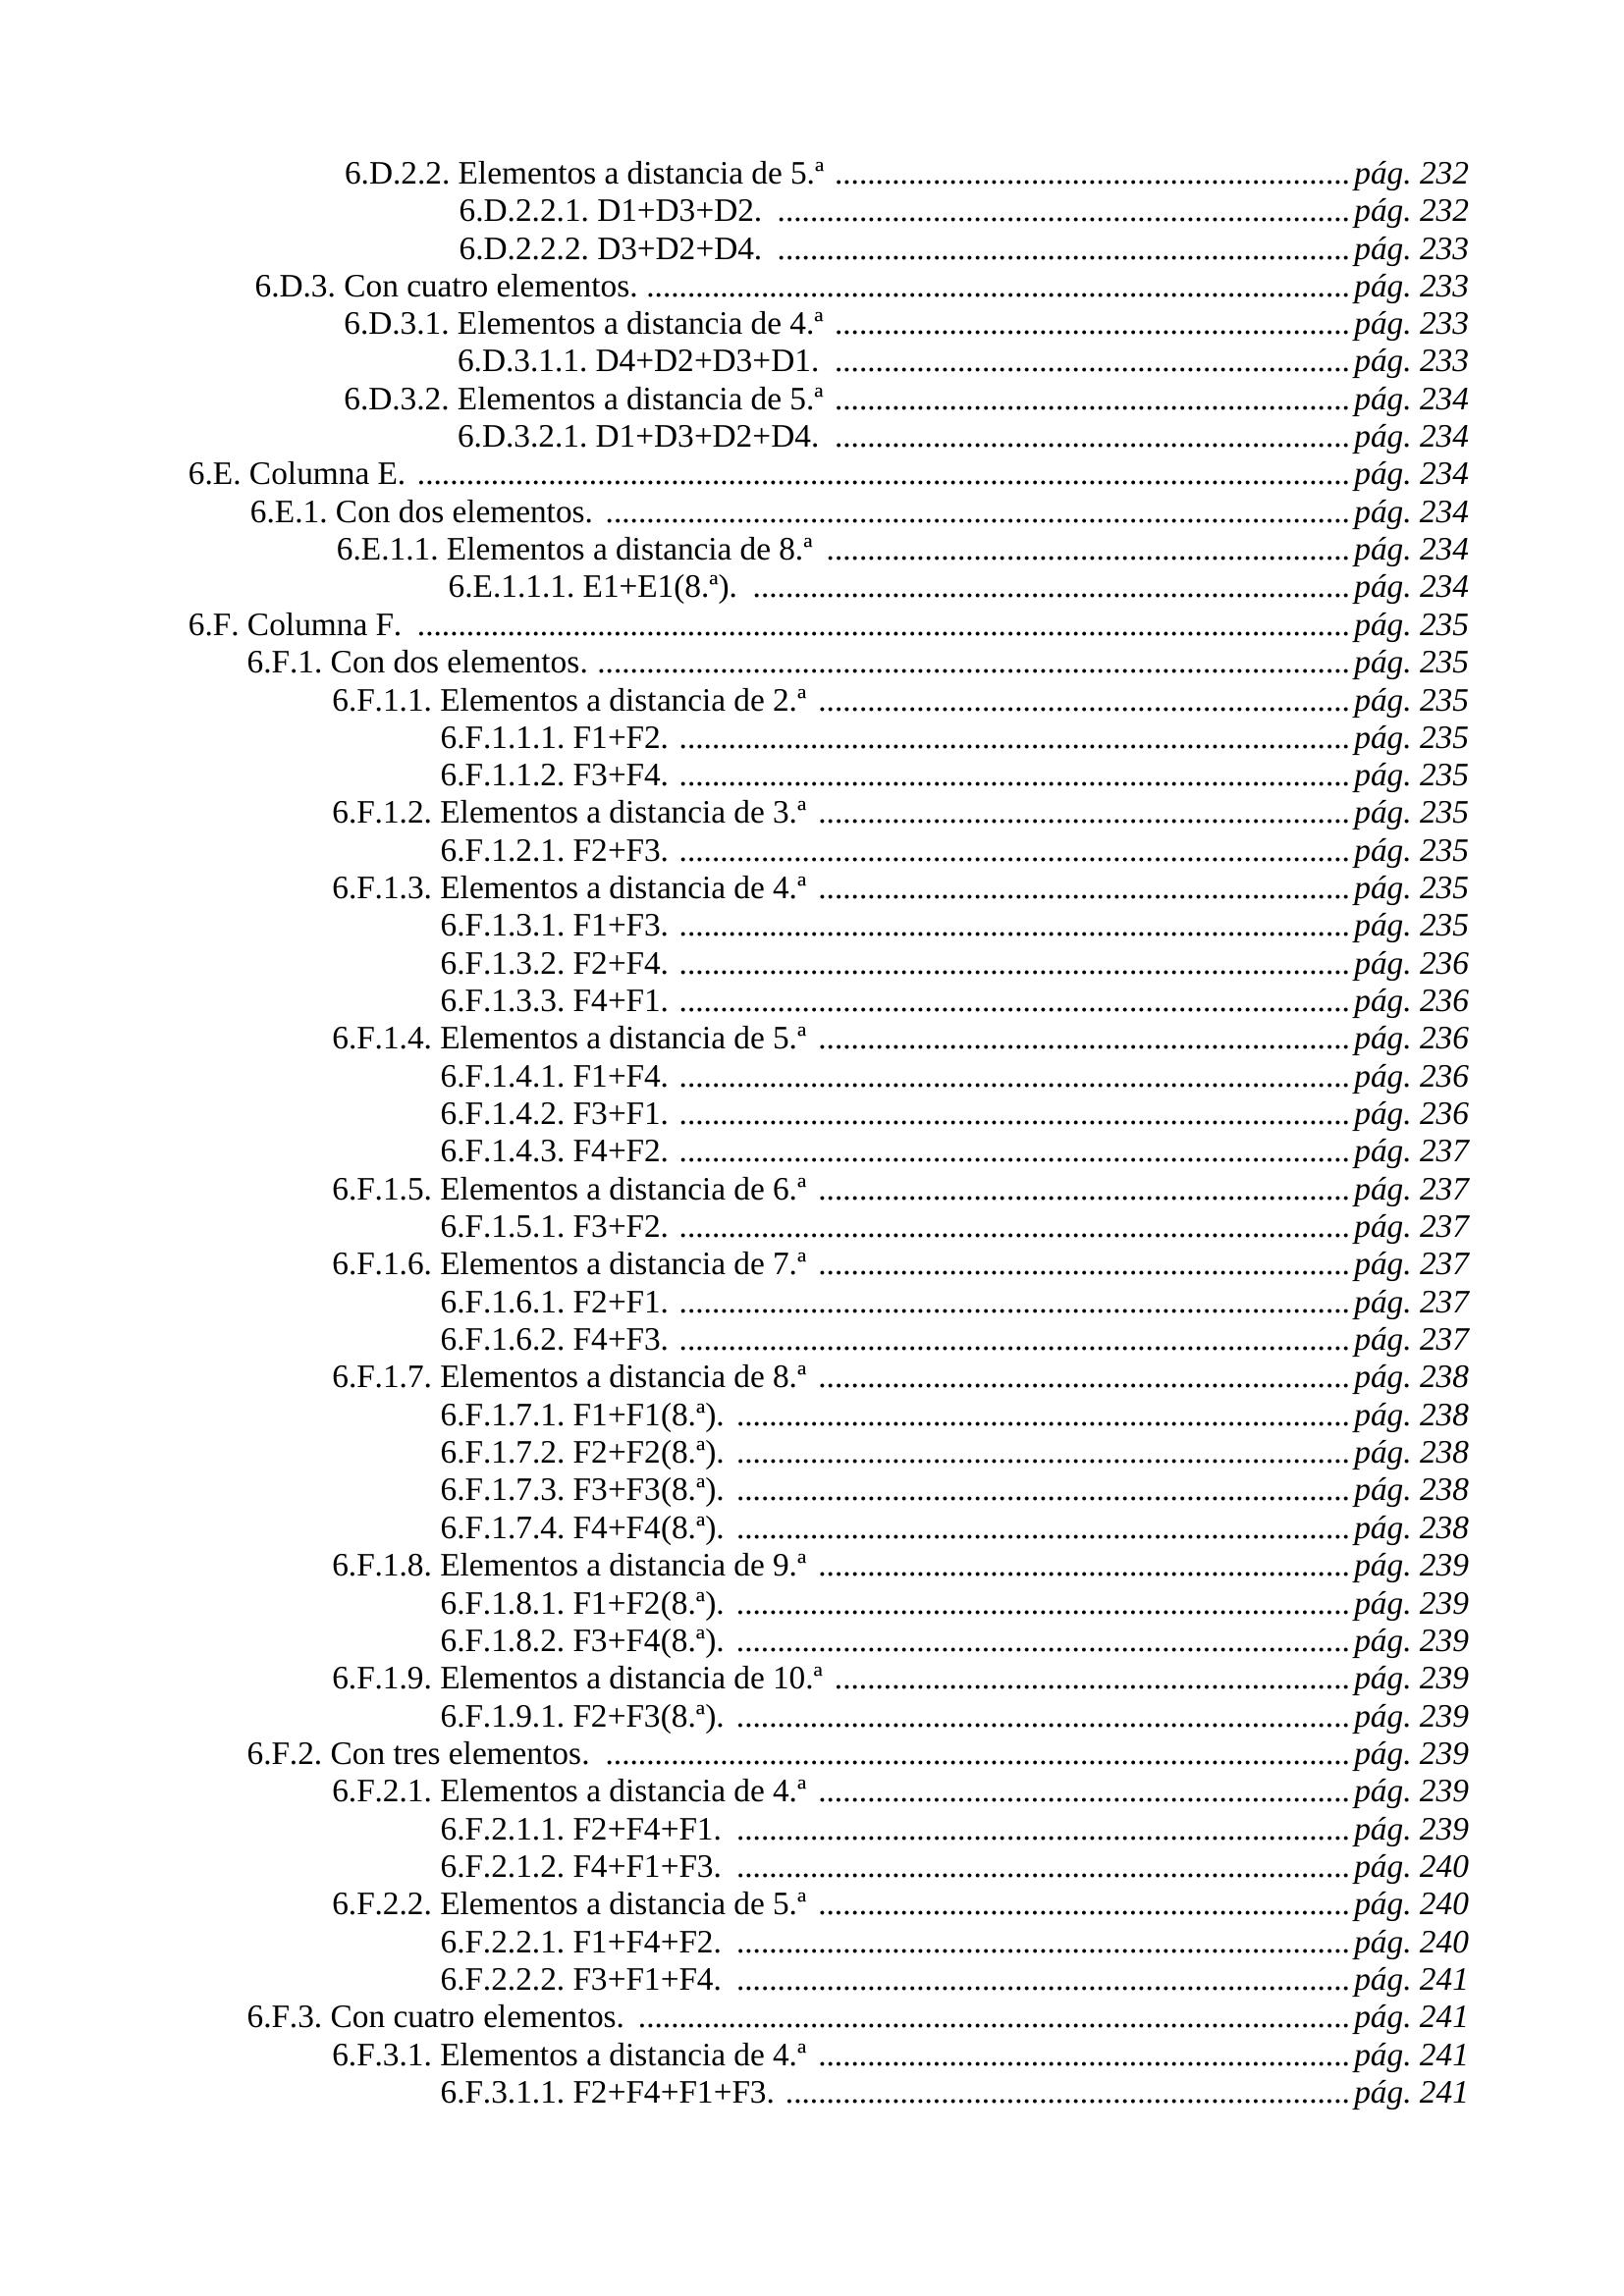 6.D.2.2. Elementos a distancia de 5.ª ............................................................... pág. 232
6.D.2.2.1. D1+D3+D2. ...................................................................... pág. 232
6.D.2.2.2. D3+D2+D4. ...................................................................... pág. 233
6.D.3. Con cuatro elementos. ...................................................................................... pág. 233
6.D.3.1. Elementos a distancia de 4.ª ............................................................... pág. 233
6.D.3.1.1. D4+D2+D3+D1. ............................................................... pág. 233
6.D.3.2. Elementos a distancia de 5.ª ............................................................... pág. 234
6.D.3.2.1. D1+D3+D2+D4. ............................................................... pág. 234
6.E. Columna E. .................................................................................................................. pág. 234
6.E.1. Con dos elementos. ........................................................................................... pág. 234
6.E.1.1. Elementos a distancia de 8.ª ................................................................ pág. 234
6.E.1.1.1. E1+E1(8.ª). ......................................................................... pág. 234
6.F. Columna F. .................................................................................................................. pág. 235
6.F.1. Con dos elementos. ............................................................................................ pág. 235
6.F.1.1. Elementos a distancia de 2.ª ................................................................. pág. 235
6.F.1.1.1. F1+F2. .................................................................................. pág. 235
6.F.1.1.2. F3+F4. .................................................................................. pág. 235
6.F.1.2. Elementos a distancia de 3.ª ................................................................. pág. 235
6.F.1.2.1. F2+F3. .................................................................................. pág. 235
6.F.1.3. Elementos a distancia de 4.ª ................................................................. pág. 235
6.F.1.3.1. F1+F3. .................................................................................. pág. 235
6.F.1.3.2. F2+F4. .................................................................................. pág. 236
6.F.1.3.3. F4+F1. .................................................................................. pág. 236
6.F.1.4. Elementos a distancia de 5.ª ................................................................. pág. 236
6.F.1.4.1. F1+F4. .................................................................................. pág. 236
6.F.1.4.2. F3+F1. .................................................................................. pág. 236
6.F.1.4.3. F4+F2. .................................................................................. pág. 237
6.F.1.5. Elementos a distancia de 6.ª ................................................................. pág. 237
6.F.1.5.1. F3+F2. .................................................................................. pág. 237
6.F.1.6. Elementos a distancia de 7.ª ................................................................. pág. 237
6.F.1.6.1. F2+F1. .................................................................................. pág. 237
6.F.1.6.2. F4+F3. .................................................................................. pág. 237
6.F.1.7. Elementos a distancia de 8.ª ................................................................. pág. 238
6.F.1.7.1. F1+F1(8.ª). ........................................................................... pág. 238
6.F.1.7.2. F2+F2(8.ª). ........................................................................... pág. 238
6.F.1.7.3. F3+F3(8.ª). ........................................................................... pág. 238
6.F.1.7.4. F4+F4(8.ª). ........................................................................... pág. 238
6.F.1.8. Elementos a distancia de 9.ª ................................................................. pág. 239
6.F.1.8.1. F1+F2(8.ª). ........................................................................... pág. 239
6.F.1.8.2. F3+F4(8.ª). ........................................................................... pág. 239
6.F.1.9. Elementos a distancia de 10.ª ............................................................... pág. 239
6.F.1.9.1. F2+F3(8.ª). ........................................................................... pág. 239
6.F.2. Con tres elementos. ........................................................................................... pág. 239
6.F.2.1. Elementos a distancia de 4.ª ................................................................. pág. 239
6.F.2.1.1. F2+F4+F1. ........................................................................... pág. 239
6.F.2.1.2. F4+F1+F3. ........................................................................... pág. 240
6.F.2.2. Elementos a distancia de 5.ª ................................................................. pág. 240
6.F.2.2.1. F1+F4+F2. ........................................................................... pág. 240
6.F.2.2.2. F3+F1+F4. ........................................................................... pág. 241
6.F.3. Con cuatro elementos. ....................................................................................... pág. 241
6.F.3.1. Elementos a distancia de 4.ª ................................................................. pág. 241
6.F.3.1.1. F2+F4+F1+F3. ..................................................................... pág. 241